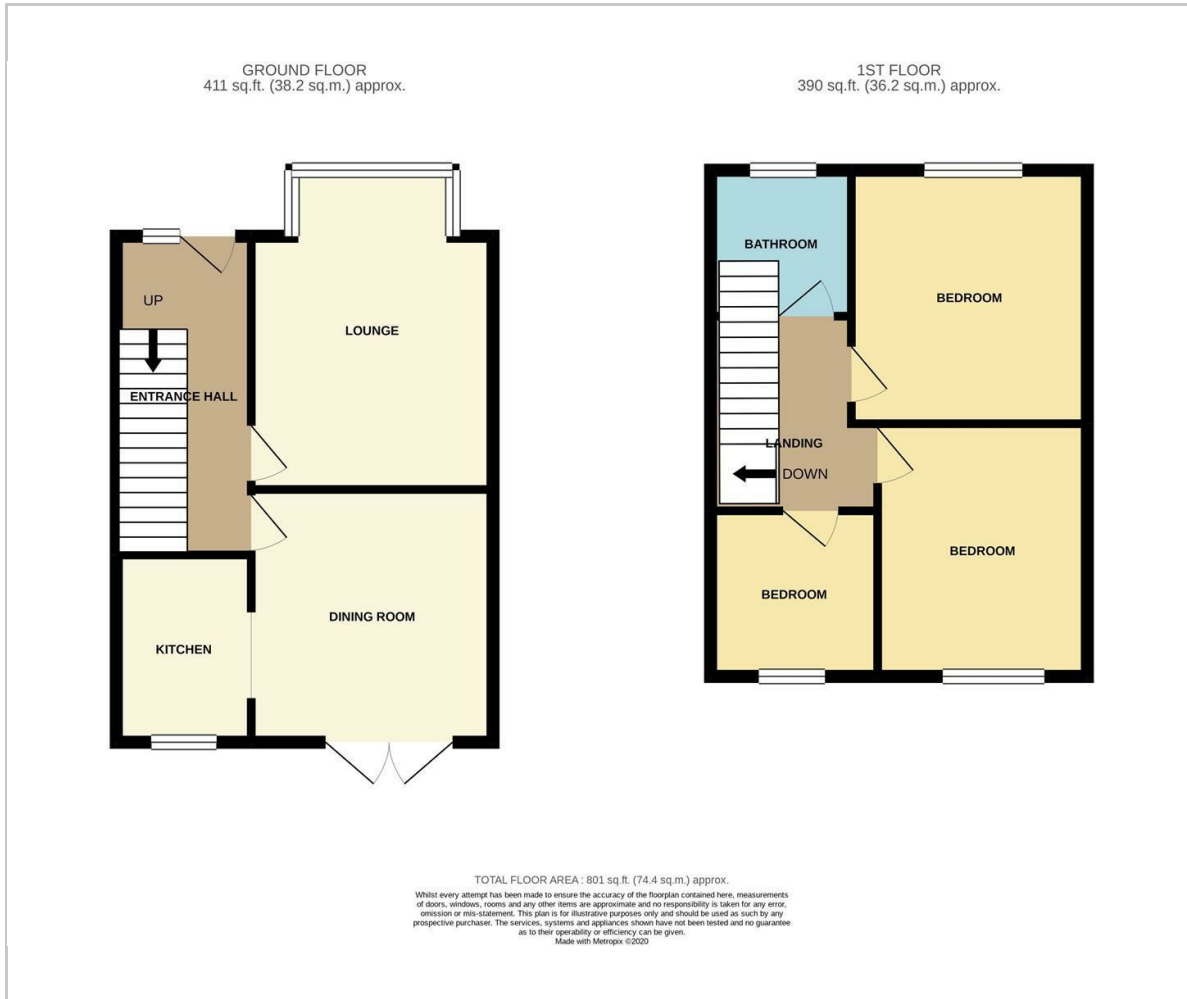 GROUND FLOOR
411 sq.ft. (38.2 sq.m.) approx.
1ST FLOOR
390 sq.ft. (36.2 sq.m.) approx.
UP
LOUNGE
ENTRANCE HALL
DINING ROOM
KITCHEN
BATHROOM
BEDROOM
LANDING
DOWN
BEDROOM
BEDROOM
TOTAL FLOOR AREA : 801 sq.ft. (74.4 sq.m.) approx.
Whilst every attempt has been made to ensure the accuracy of the floorplan contained here, measurements
of doors, windows, rooms and any other items are approximate and no responsibility is taken for any error,
omission or mis-statement. This plan is for illustrative purposes only and should be used as such by any
prospective purchaser. The services, systems and appliances shown have not been tested and no guarantee
as to their operability or efficiency can be given.
Made with Metropix ©2020